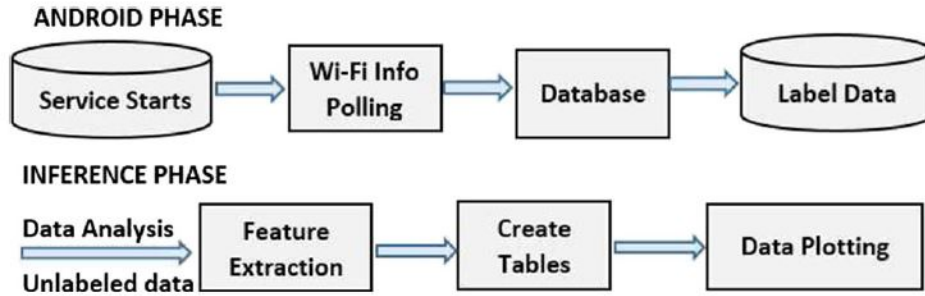 ANDROID PHASE
Service Starts
Wi-Fi Info
Polling
Database
Label Data
INFERENCE PHASE
Data Analysis
Unlabeled data
Feature
Extraction
Create
Tables
Data Plotting